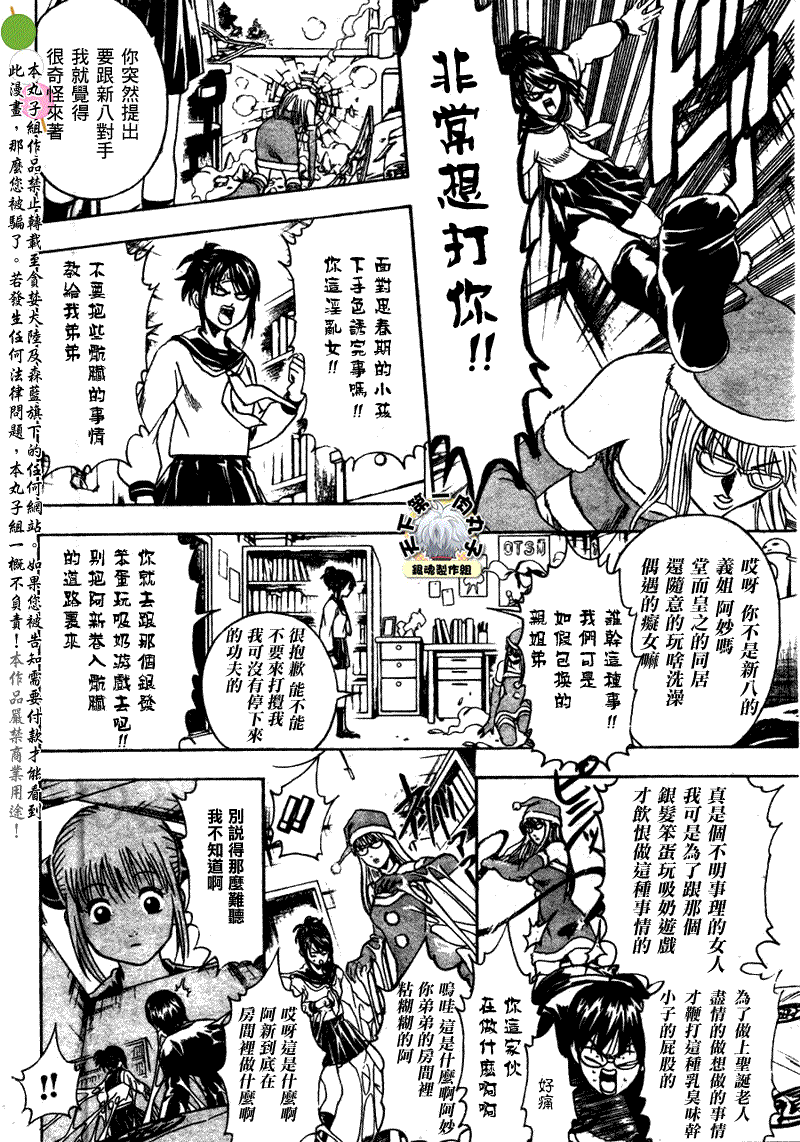 非常想打你!!
你突然提出
要跟新八對手
我就覺得
很奇怪來著
面對思春期的小孩
下手色誘完事嗎!!
你這淫亂女!!
不要把些骯髒的事情
教給我弟弟
哎呀 你不是新八的
義姐 阿妙嗎
堂而皇之的同居
還隨意的玩啥洗澡
偶遇的癡女嘛
誰幹這種事!!
我們可是
如假包換的
親姐弟
OTSU
很抱歉 能不能
不要來打攪我
我可沒有停下來
的功夫的
你就去跟那個銀發
笨蛋玩吸奶游戲去吧!!
別把阿新卷入骯髒
的道路裏來
天下第一肉丸子
銀魂製作組
真是個不明事理的女人
我可是為了跟那個
銀髮笨蛋玩吸奶遊戲
才飲恨做這種事情的
為了做上聖誕老人
盡情的做想做的事情
才鞭打這種乳臭味幹
小子的屁股的
好痛
你這家伙
在做什麼啊啊
嗚哇 這是什麼啊阿妙
你弟弟的房間裡
粘糊糊的阿
哎呀這是什麼啊
阿新到底在
房間裡做什麼啊
別說得那麼難聽
我不知道啊
!!
!!
本丸子組作品禁止轉載至貪婪大陸及森藍旗下的任何網站。如果您被告知需要付款才能看到
此漫畫,那麼您被騙了。若發生任何法律問題,本丸子組一概不負責!本作品嚴禁商業用途!